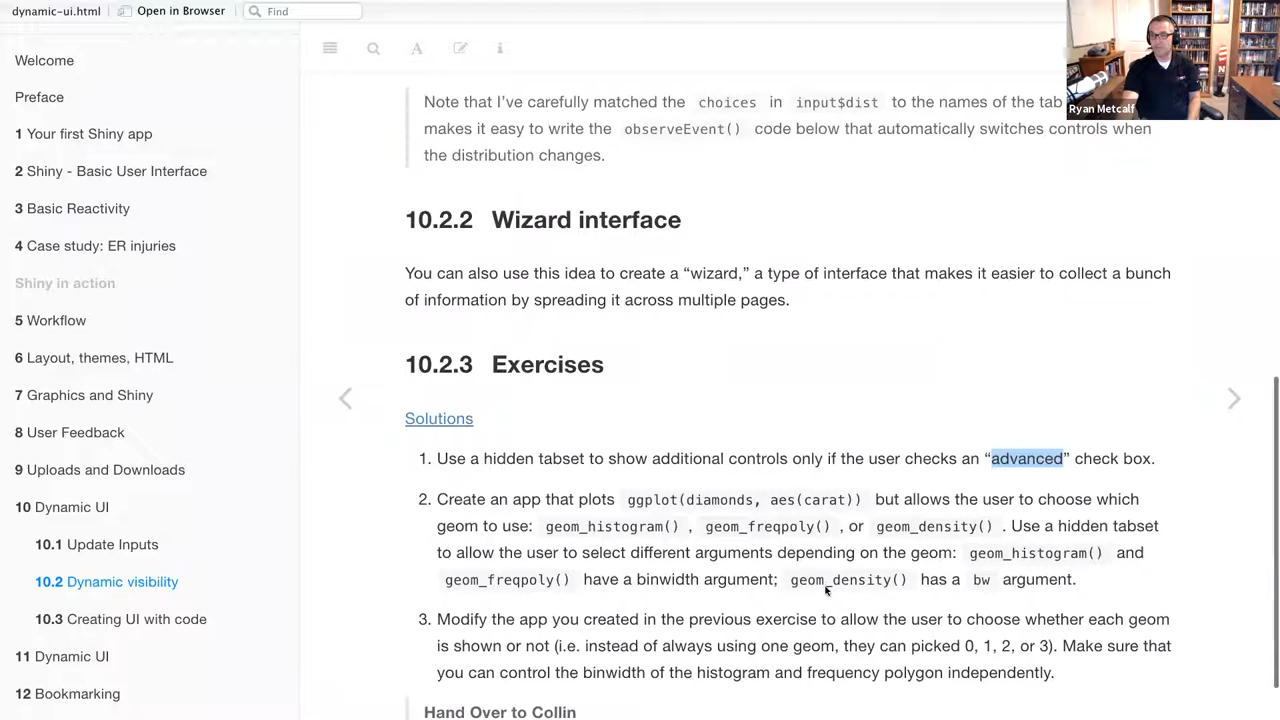 dynamic-ui.html
Open in Browser
Find
Welcome
Preface
1 Your first Shiny app
2 Shiny - Basic User Interface
3 Basic Reactivity
4 Case study: ER injuries
Shiny in action
5 Workflow
6 Layout, themes, HTML
7 Graphics and Shiny
8 User Feedback
9 Uploads and Downloads
10 Dynamic UI
10.1 Update Inputs
10.2 Dynamic visibility
10.3 Creating UI with code
11 Dynamic UI
12 Bookmarking
Ryan Metcalf
Note that I've carefully matched the choices in input$dist to the names of the tab
makes it easy to write the observeEvent() code below that automatically switches controls when
the distribution changes.
10.2.2 Wizard interface
You can also use this idea to create a “wizard,” a type of interface that makes it easier to collect a bunch
of information by spreading it across multiple pages.
10.2.3 Exercises
Solutions
1. Use a hidden tabset to show additional controls only if the user checks an “advanced” check box.
2. Create an app that plots ggplot(diamonds, aes(carat)) but allows the user to choose which
geom to use: geom_histogram() , geom_freqpoly() , or geom_density() . Use a hidden tabset
to allow the user to select different arguments depending on the geom: geom_histogram() and
geom_freqpoly() have a binwidth argument; geom_density() has a bw argument.
3. Modify the app you created in the previous exercise to allow the user to choose whether each geom
is shown or not (i.e. instead of always using one geom, they can picked 0, 1, 2, or 3). Make sure that
you can control the binwidth of the histogram and frequency polygon independently.
Hand Over to Collin